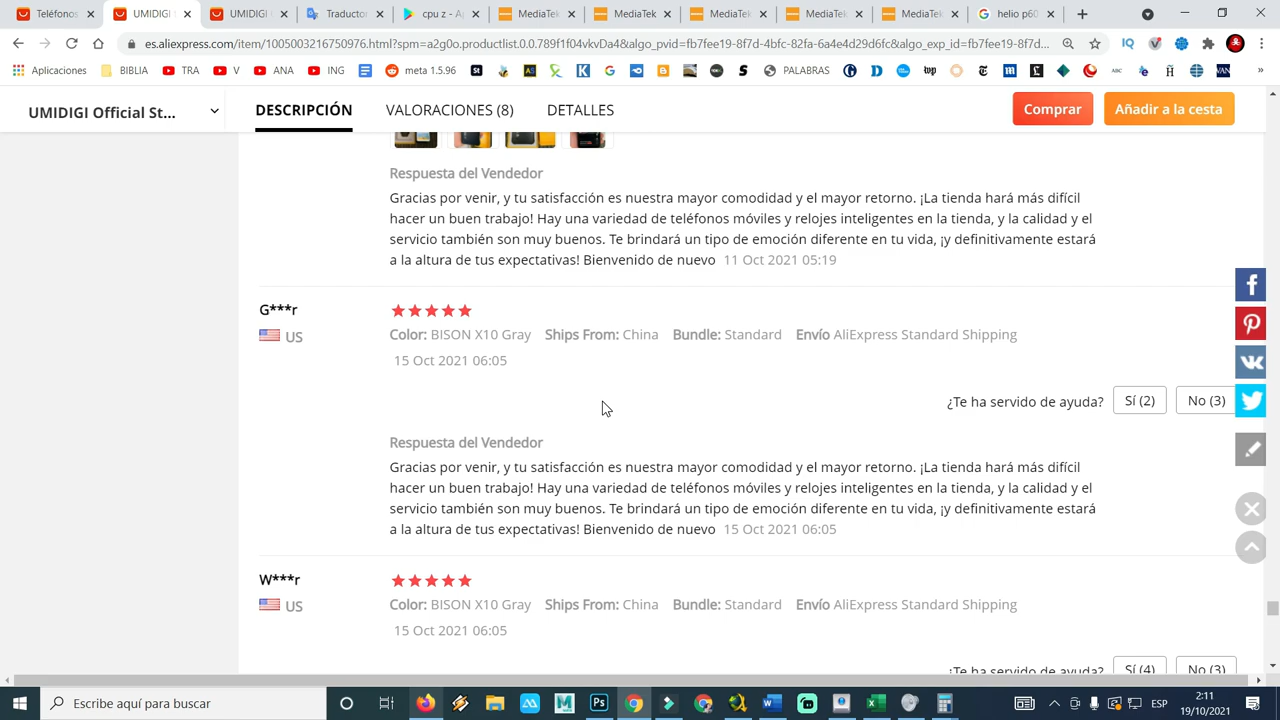 Teléfonos
UMIDIGI
UMIDIGI
Traductor
cpu z - Ap
MediaTek
MediaTek
MediaTek
MediaTek
MediaTek
helio p60
es.aliexpress.com/item/1005003216750976.html?spm=a2g0o.productlist.0.0.89f1f04vkvDa4&algo_pvid=fb7fee19-8f7d-4bfc-83f6-6a4e4d29d6fc&algo_exp_id=fb7fee19-8f7d...
Aplicaciones
BIBLIA
TRA
V
ANA
ING
meta 1.5.96
PALABRAS
UMIDIGI Official St...
DESCRIPCIÓN
VALORACIONES (8)
DETALLES
Comprar
Añadir a la cesta
Respuesta del Vendedor
Gracias por venir, y tu satisfacción es nuestra mayor comodidad y el mayor retorno. ¡La tienda hará más difícil
hacer un buen trabajo! Hay una variedad de teléfonos móviles y relojes inteligentes en la tienda, y la calidad y el
servicio también son muy buenos. Te brindará un tipo de emoción diferente en tu vida, ¡y definitivamente estará
a la altura de tus expectativas! Bienvenido de nuevo 11 Oct 2021 05:19
G***r
US
Color: BISON X10 Gray Ships From: China Bundle: Standard Envío AliExpress Standard Shipping
15 Oct 2021 06:05
¿Te ha servido de ayuda? Sí (2) No (3)
Respuesta del Vendedor
Gracias por venir, y tu satisfacción es nuestra mayor comodidad y el mayor retorno. ¡La tienda hará más difícil
hacer un buen trabajo! Hay una variedad de teléfonos móviles y relojes inteligentes en la tienda, y la calidad y el
servicio también son muy buenos. Te brindará un tipo de emoción diferente en tu vida, ¡y definitivamente estará
a la altura de tus expectativas! Bienvenido de nuevo 15 Oct 2021 06:05
W***r
US
Color: BISON X10 Gray Ships From: China Bundle: Standard Envío AliExpress Standard Shipping
15 Oct 2021 06:05
¿Te ha servido de ayuda? Sí (4) No (3)
Escribe aquí para buscar
ESP
2:11
19/10/2021